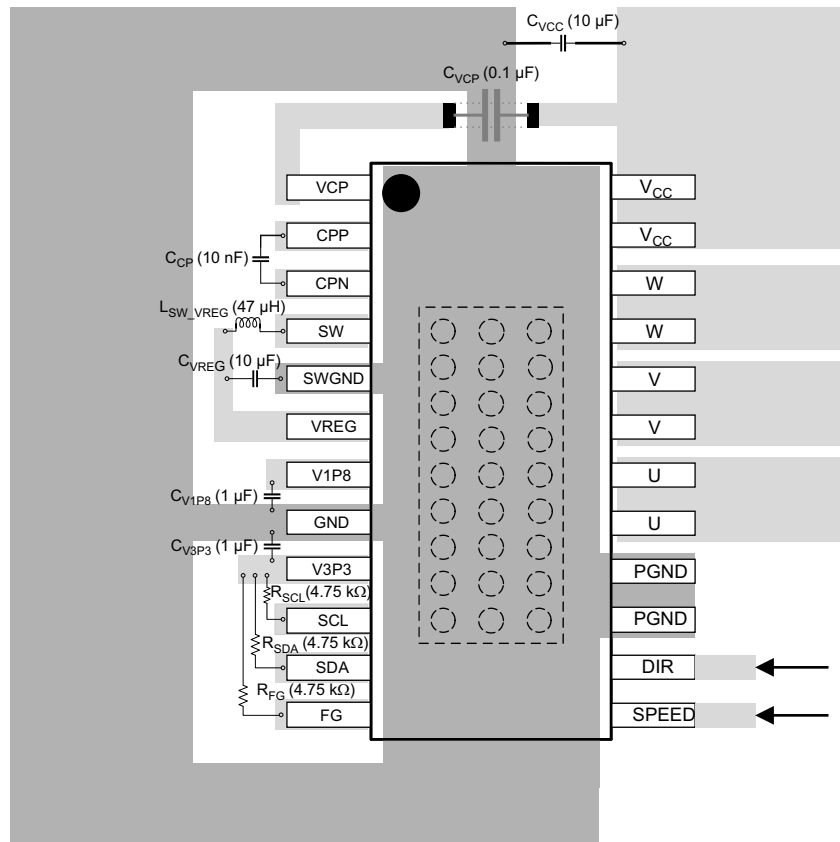 C_VCC (10 µF)
C_VCP (0.1 µF)
VCP
V_CC
CPP
V_CC
C_CP (10 nF)
CPN
W
L_SW_VREG (47 µH)
SW
W
C_VREG (10 µF)
SWGND
V
VREG
V
V1P8
U
C_V1P8 (1 µF)
GND
U
C_V3P3 (1 µF)
V3P3
PGND
R_SCL (4.75 kΩ)
SCL
PGND
R_SDA (4.75 kΩ)
SDA
DIR
R_FG (4.75 kΩ)
FG
SPEED